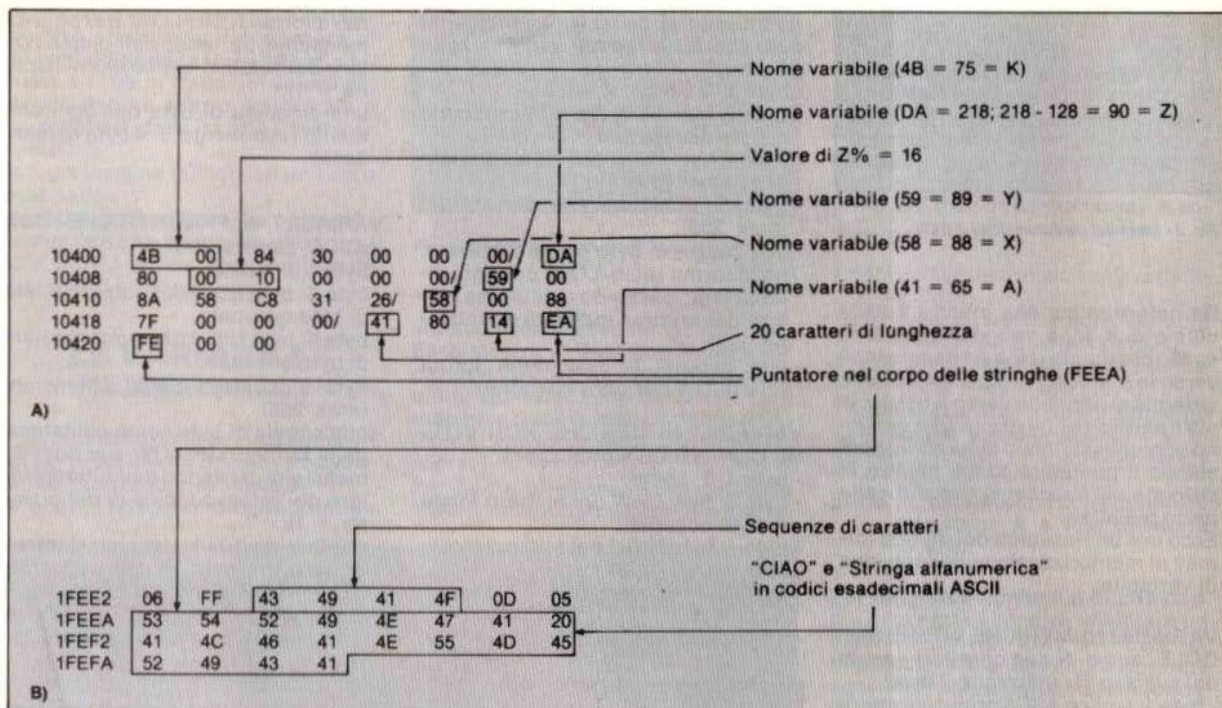 Nome variabile (4B = 75 = K)
Nome variabile (DA = 218; 218 - 128 = 90 = Z)
Valore di Z% = 16
Nome variabile (59 = 89 = Y)
Nome variabile (58 = 88 = X)
Nome variabile (41 = 65 = A)
20 caratteri di lunghezza
Puntatore nel corpo delle stringhe (FEEA)
10400 4B 00 84 30 00 00 00/ DA
10408 80 00 10 00 00 00/ 59 00
10410 8A 58 C8 31 26/ 58 00 88
10418 7F 00 00 00/ 41 80 14 EA
10420 FE 00 00
A)
Sequenze di caratteri
"CIAO" e "Stringa alfanumerica"
in codici esadecimali ASCII
1FEE2 06 FF 43 49 41 4F 0D 05
1FEEA 53 54 52 49 4E 47 41 20
1FEF2 41 4C 46 41 4E 55 4D 45
1FEFA 52 49 43 41
B)